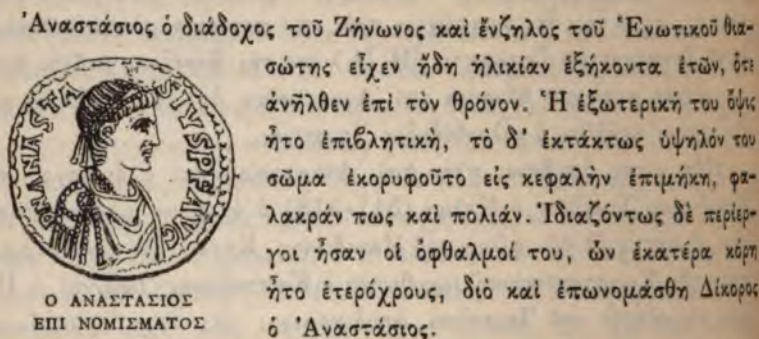 Ἀναστάσιος ὁ διάδοχος τοῦ Ζήνωνος καὶ ἔνζηλος τοῦ Ἑνωτικοῦ θια-
σώτης εἶχεν ἤδη ἡλικίαν ἑξήκοντα ἐτῶν, ὅτε
ἀνῆλθεν ἐπὶ τὸν θρόνον. Ἡ ἐξωτερική του ὄψις
ἦτο ἐπιβλητικὴ, τὸ δ᾽ ἐκτάκτως ὑψηλόν του
σῶμα ἐκορυφοῦτο εἰς κεφαλὴν ἐπιμήκη, φα-
λακράν πως καὶ πολιάν. Ἰδιαζόντως δὲ περίερ-
γοι ἦσαν οἱ ὀφθαλμοί του, ὧν ἑκατέρα κόρη
ἦτο ἑτερόχρους, διὸ καὶ ἐπωνομάσθη Δίκορος
ὁ Ἀναστάσιος.
DNANASTA
SIVSPFAVG
Ο ΑΝΑΣΤΑΣΙΟΣ
ΕΠΙ ΝΟΜΙΣΜΑΤΟΣ